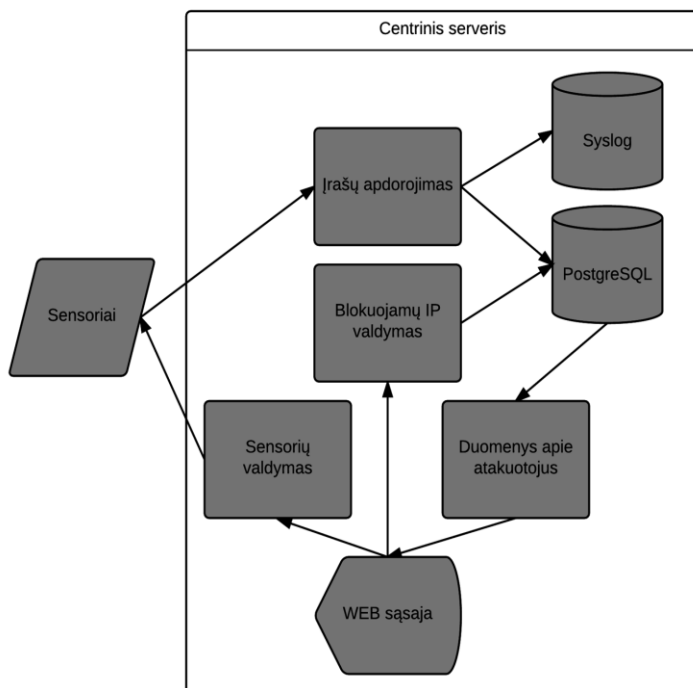 Centrinis serveris
Syslog
Įrašų apdorojimas
PostgreSQL
Sensoriai
Blokuojamų IP
valdymas
Sensorių
valdymas
Duomenys apie
atakuotojus
WEB sąsaja